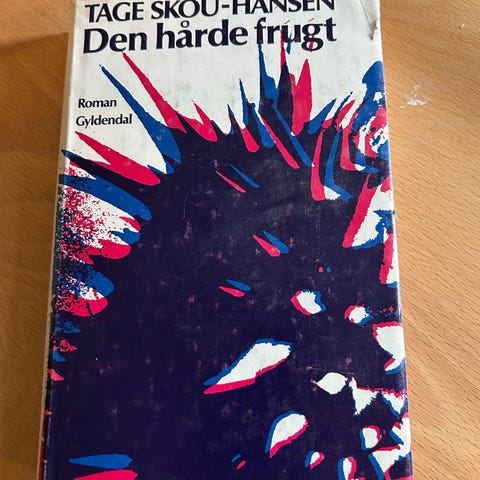 TAGE SKOU-HANSEN
Den hårde frugt
Roman
Gyldendal